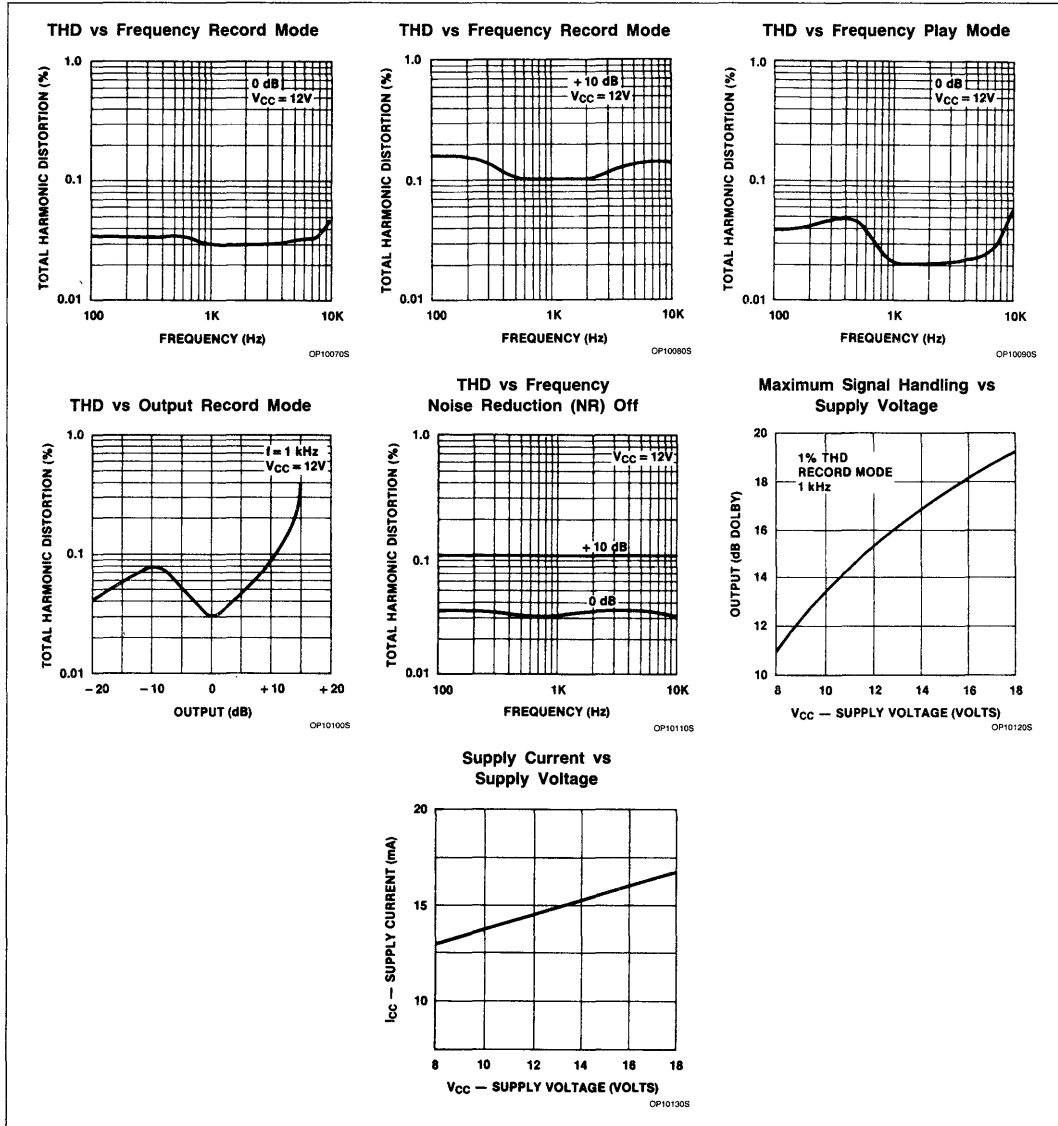 THD vs Frequency Record Mode
TOTAL HARMONIC DISTORTION (%)
1.0
0.1
0.01
0 dB
VCC = 12V
100
1K
10K
FREQUENCY (Hz)
OP10070S
THD vs Frequency Record Mode
TOTAL HARMONIC DISTORTION (%)
1.0
0.1
0.01
+ 10 dB
VCC = 12V
100
1K
10K
FREQUENCY (Hz)
OP10080S
THD vs Frequency Play Mode
TOTAL HARMONIC DISTORTION (%)
1.0
0.1
0.01
0 dB
VCC = 12V
100
1K
10K
FREQUENCY (Hz)
OP10090S
THD vs Output Record Mode
TOTAL HARMONIC DISTORTION (%)
1.0
0.1
0.01
f = 1 kHz
VCC = 12V
– 20
– 10
0
+ 10
+ 20
OUTPUT (dB)
OP10100S
THD vs Frequency
Noise Reduction (NR) Off
TOTAL HARMONIC DISTORTION (%)
1.0
0.1
0.01
VCC = 12V
+ 10 dB
0 dB
100
1K
10K
FREQUENCY (Hz)
OP10110S
Maximum Signal Handling vs
Supply Voltage
OUTPUT (dB DOLBY)
20
18
16
14
12
10
1% THD
RECORD MODE
1 kHz
8
10
12
14
16
18
VCC — SUPPLY VOLTAGE (VOLTS)
OP10120S
Supply Current vs
Supply Voltage
ICC — SUPPLY CURRENT (mA)
20
15
10
8
10
12
14
16
18
VCC — SUPPLY VOLTAGE (VOLTS)
OP10130S